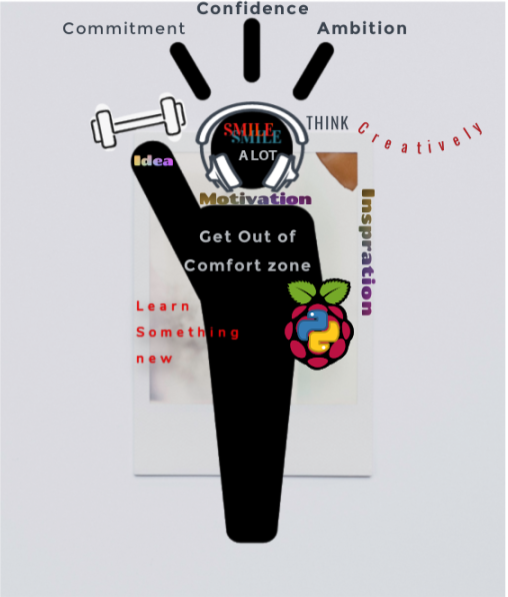 Confidence
Commitment
Ambition
THINK Creatively
SMILE
SMILE
A LOT
Idea
Motivation
Inspration
Get Out of
Comfort zone
Learn
Something
new